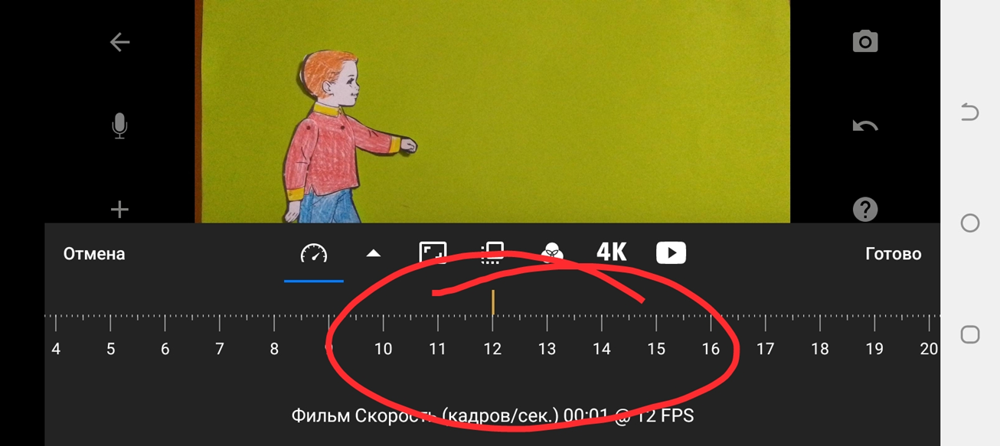 Отмена 4K Готово
4 5 6 7 8 9 10 11 12 13 14 15 16 17 18 19 20
Фильм Скорость (кадров/сек.) 00:01 @ 12 FPS